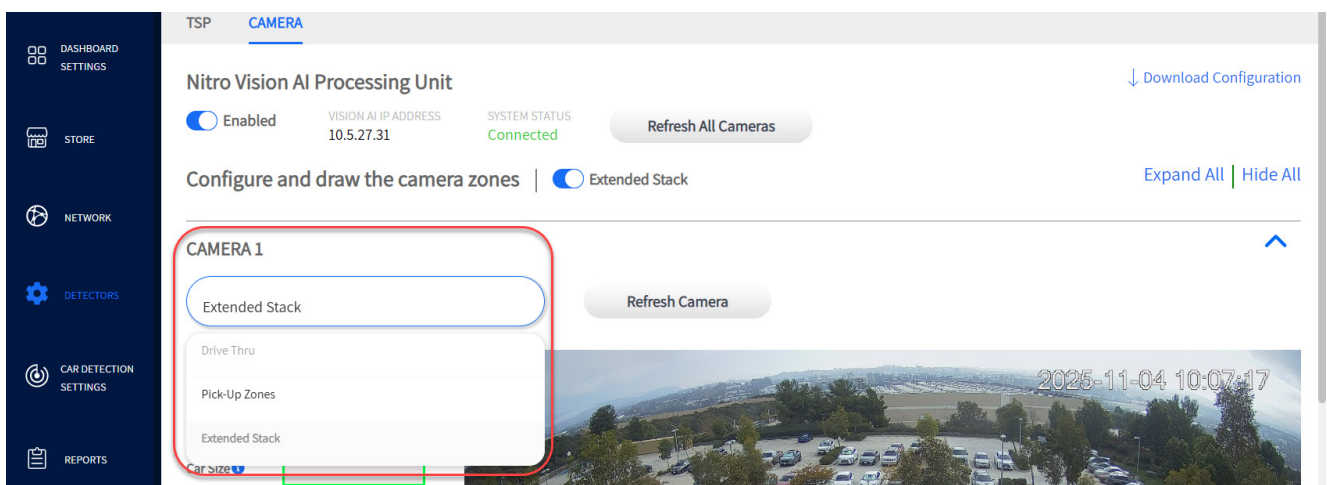 TSP CAMERA
DASHBOARD
SETTINGS
STORE
NETWORK
DETECTORS
CAR DETECTION
SETTINGS
REPORTS
Nitro Vision AI Processing Unit
↓ Download Configuration
Enabled
VISION AI IP ADDRESS
10.5.27.31
SYSTEM STATUS
Connected
Refresh All Cameras
Configure and draw the camera zones | Extended Stack
Expand All | Hide All
CAMERA 1
Extended Stack
Refresh Camera
Drive Thru
Pick-Up Zones
Extended Stack
Car Size
2025-11-04 10:07:17